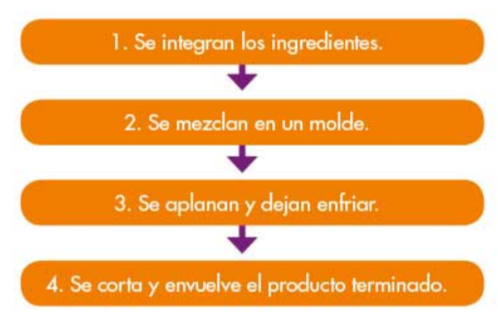 1. Se integran los ingredientes.
2. Se mezclan en un molde.
3. Se aplanan y dejan enfriar.
4. Se corta y envuelve el producto terminado.